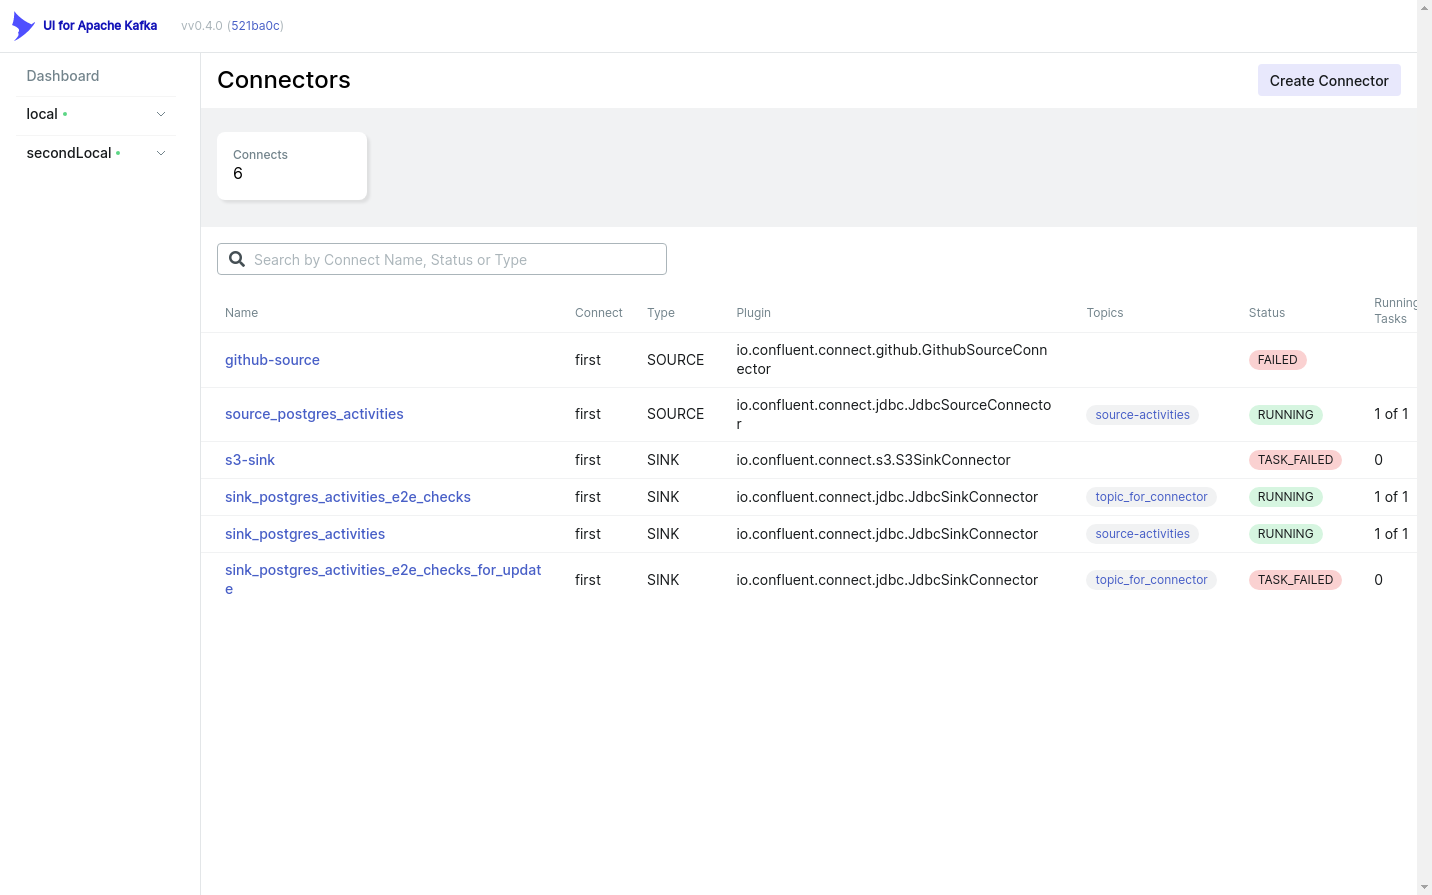 UI for Apache Kafka vv0.4.0 (521ba0c)
Dashboard
local
secondLocal
Connectors
Create Connector
Connects
6
Search by Connect Name, Status or Type
Name Connect Type Plugin Topics Status Running
Tasks
github-source first SOURCE io.confluent.connect.github.GithubSourceConn
ector FAILED
source_postgres_activities first SOURCE io.confluent.connect.jdbc.JdbcSourceConnecto
r source-activities RUNNING 1 of 1
s3-sink first SINK io.confluent.connect.s3.S3SinkConnector TASK_FAILED 0
sink_postgres_activities_e2e_checks first SINK io.confluent.connect.jdbc.JdbcSinkConnector topic_for_connector RUNNING 1 of 1
sink_postgres_activities first SINK io.confluent.connect.jdbc.JdbcSinkConnector source-activities RUNNING 1 of 1
sink_postgres_activities_e2e_checks_for_updat
e first SINK io.confluent.connect.jdbc.JdbcSinkConnector topic_for_connector TASK_FAILED 0